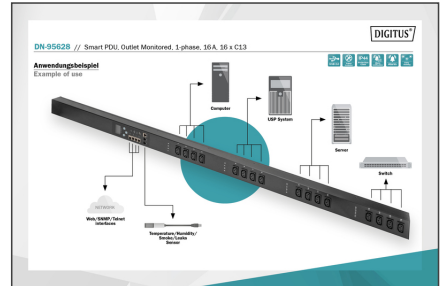 DIGITUS®
DN-95628 // Smart PDU, Outlet Monitored, 1-phase, 16A, 16 x C13
Anwendungsbeispiel
Example of use
Computer
USP System
Server
Switch
NETWORK
Web/SNMP/Telnet
Interfaces
Temperature/Humidity/
Smoke/Leaks
Sensor